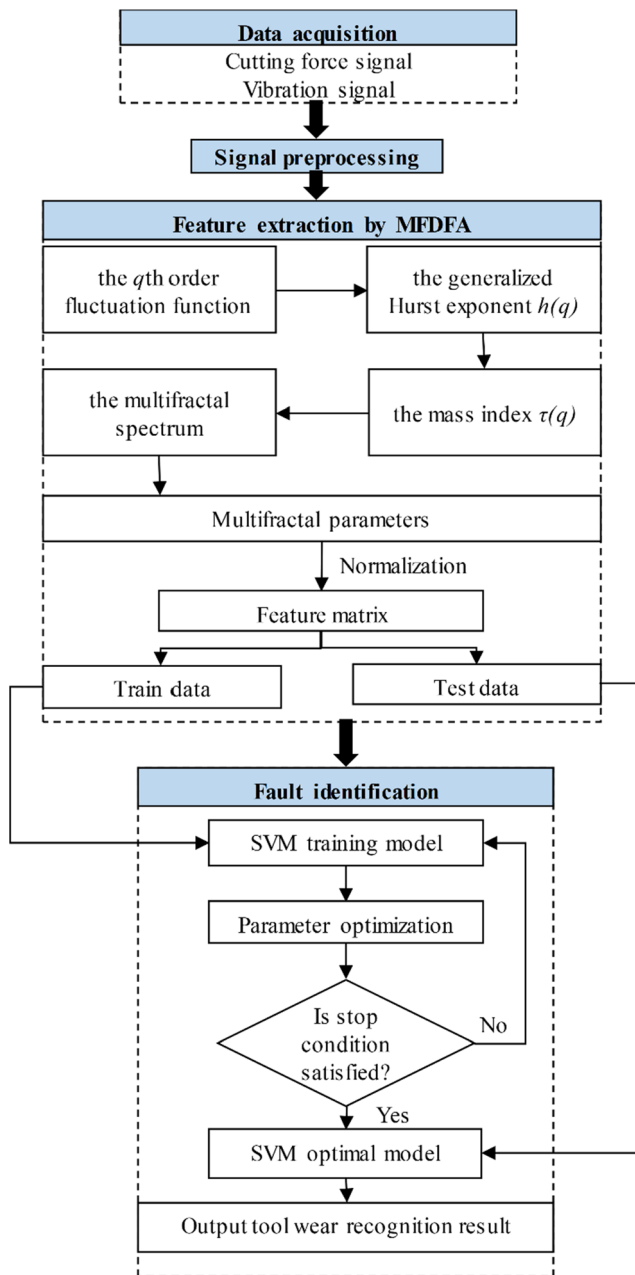 Data acquisition
Cutting force signal
Vibration signal
Signal preprocessing
Feature extraction by MFDFA
the qth order
fluctuation function
the generalized
Hurst exponent h(q)
the multifractal
spectrum
the mass index τ(q)
Multifractal parameters
Normalization
Feature matrix
Train data
Test data
Fault identification
SVM training model
Parameter optimization
Is stop
condition
satisfied?
No
Yes
SVM optimal model
Output tool wear recognition result